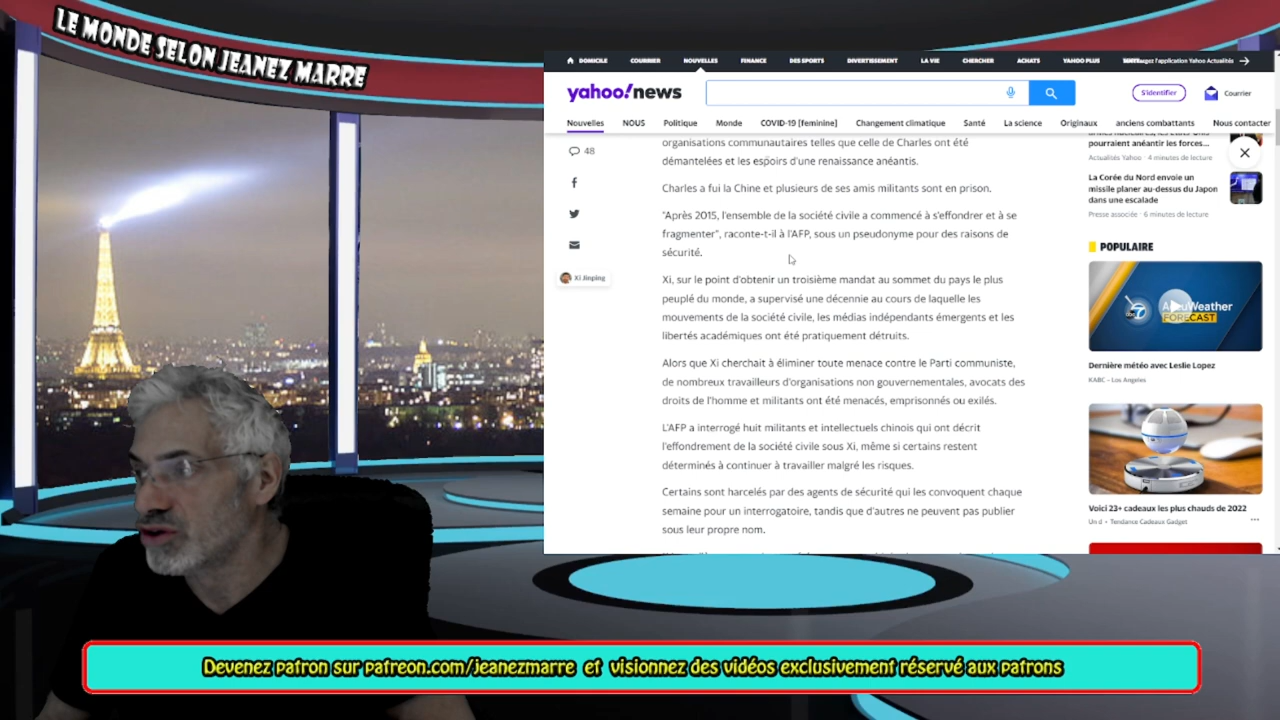 LE MONDE SELON JEANEZ MARRE
DOMICILE COURRIER NOUVELLES FINANCE DES SPORTS DIVERTISSEMENT LA VIE CHERCHER ACHATS YAHOO PLUS l'application Yahoo Actualités
yahoo!news
S'identifier Courrier
Nouvelles NOUS Politique Monde COVID-19 [feminine] Changement climatique Santé La science Originaux anciens combattants Nous contacter
48
Xi Jinping
organisations communautaires telles que celle de Charles ont été
démantelées et les espoirs d'une renaissance anéantis.
Charles a fui la Chine et plusieurs de ses amis militants sont en prison.
"Après 2015, l'ensemble de la société civile a commencé à s'effondrer et à se
fragmenter", raconte-t-il à l'AFP, sous un pseudonyme pour des raisons de
sécurité.
Xi, sur le point d'obtenir un troisième mandat au sommet du pays le plus
peuplé du monde, a supervisé une décennie au cours de laquelle les
mouvements de la société civile, les médias indépendants émergents et les
libertés académiques ont été pratiquement détruits.
Alors que Xi cherchait à éliminer toute menace contre le Parti communiste,
de nombreux travailleurs d'organisations non gouvernementales, avocats des
droits de l'homme et militants ont été menacés, emprisonnés ou exilés.
L'AFP a interrogé huit militants et intellectuels chinois qui ont décrit
l'effondrement de la société civile sous Xi, même si certains restent
déterminés à continuer à travailler malgré les risques.
Certains sont harcelés par des agents de sécurité qui les convoquent chaque
semaine pour un interrogatoire, tandis que d'autres ne peuvent pas publier
sous leur propre nom.
pourraient anéantir les forces...
Actualités Yahoo · 4 minutes de lecture
La Corée du Nord envoie un
missile planer au-dessus du Japon
dans une escalade
Presse associée · 6 minutes de lecture
POPULAIRE
abc 7
AccuWeather
FORECAST
Dernière météo avec Leslie Lopez
KABC - Los Angeles
Voici 23+ cadeaux les plus chauds de 2022
Un d • Tendance Cadeaux Gadget
Devenez patron sur patreon.com/jeanezmarre et visionnez des vidéos exclusivement réservé aux patrons